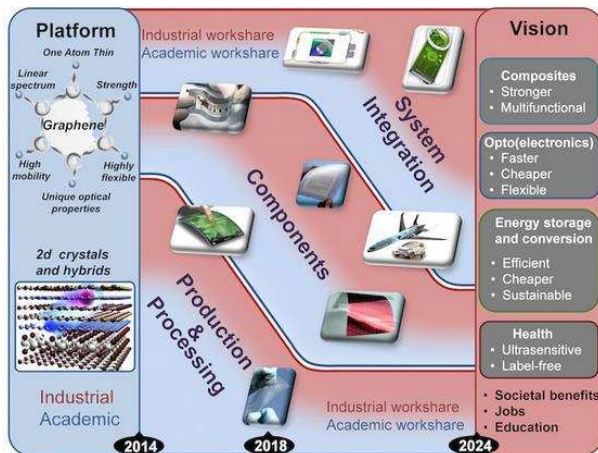 Platform
One Atom Thin
Linear
spectrum
Strength
Graphene
High
mobility
Highly
flexible
Unique optical
properties
2d crystals
and hybrids
Industrial
Academic
Industrial workshare
Academic workshare
System
Integration
Components
Production
&
Processing
Industrial workshare
Academic workshare
2014
2018
2024
Vision
Composites
• Stronger
• Multifunctional
Opto(electronics)
• Faster
• Cheaper
• Flexible
Energy storage
and conversion
• Efficient
• Cheaper
• Sustainable
Health
• Ultrasensitive
• Label-free
• Societal benefits
• Jobs
• Education